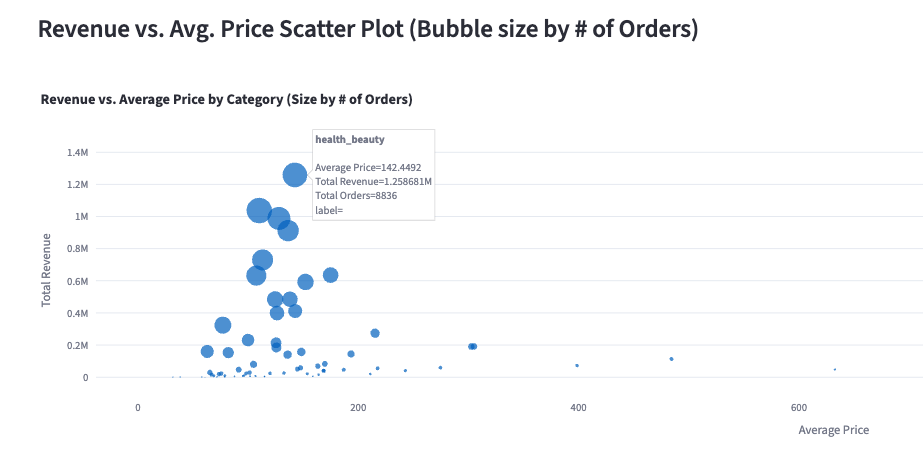 Revenue vs. Avg. Price Scatter Plot (Bubble size by # of Orders)
Revenue vs. Average Price by Category (Size by # of Orders)
health_beauty
Average Price=142.4492
Total Revenue=1.258681M
Total Orders=8836
label=
Total Revenue
1.4M
1.2M
1M
0.8M
0.6M
0.4M
0.2M
0
0
200
400
600
Average Price